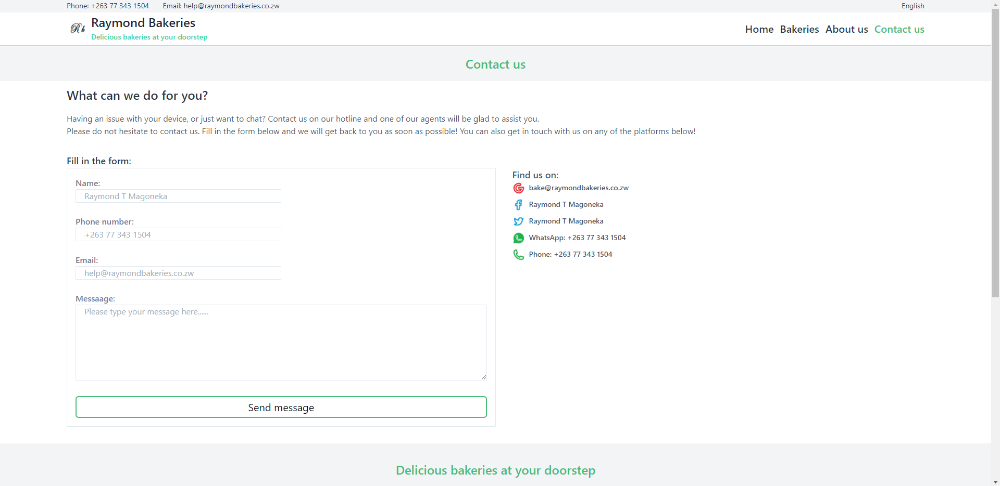 Phone: +263 77 343 1504 Email: help@raymondbakeries.co.zw English
Rb Raymond Bakeries
Delicious bakeries at your doorstep
Home Bakeries About us Contact us
Contact us
What can we do for you?
Having an issue with your device, or just want to chat? Contact us on our hotline and one of our agents will be glad to assist you.
Please do not hesitate to contact us. Fill in the form below and we will get back to you as soon as possible! You can also get in touch with us on any of the platforms below!
Fill in the form:
Name:
Raymond T Magoneka
Phone number:
+263 77 343 1504
Email:
help@raymondbakeries.co.zw
Messaage:
Please type your message here......
Send message
Find us on:
bake@raymondbakeries.co.zw
Raymond T Magoneka
Raymond T Magoneka
WhatsApp: +263 77 343 1504
Phone: +263 77 343 1504
Delicious bakeries at your doorstep